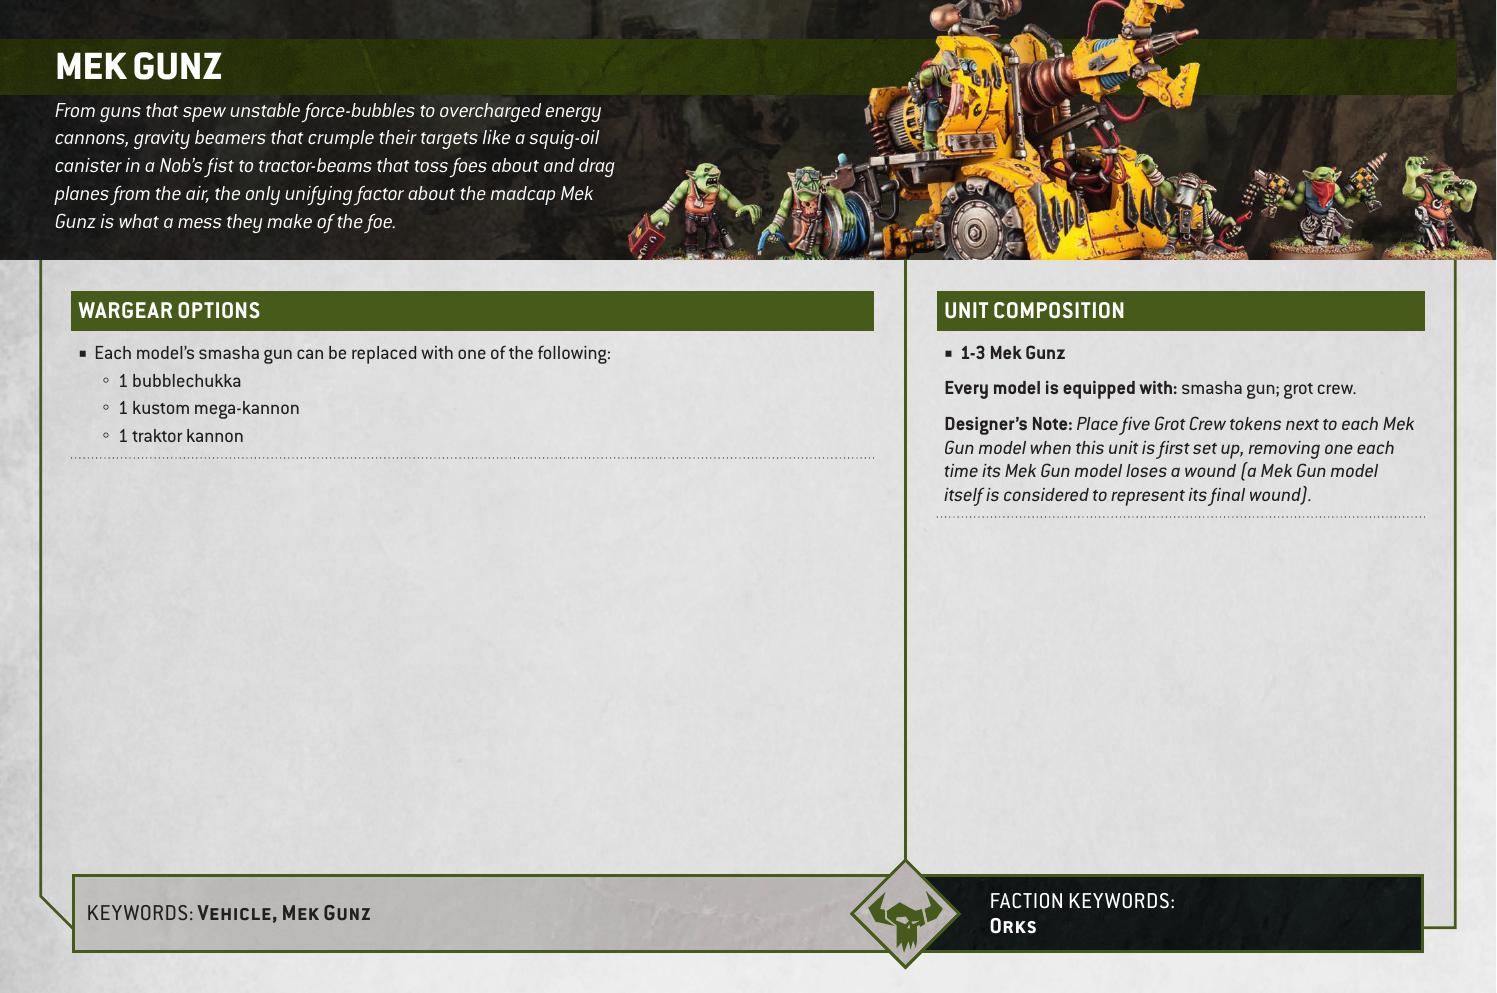 MEK GUNZ
From guns that spew unstable force-bubbles to overcharged energy
cannons, gravity beamers that crumple their targets like a squig-oil
canister in a Nob’s fist to tractor-beams that toss foes about and drag
planes from the air, the only unifying factor about the madcap Mek
Gunz is what a mess they make of the foe.
WARGEAR OPTIONS
■ Each model’s smasha gun can be replaced with one of the following:
◦ 1 bubblechukka
◦ 1 kustom mega-kannon
◦ 1 traktor kannon
UNIT COMPOSITION
■ 1-3 Mek Gunz
Every model is equipped with: smasha gun; grot crew.
Designer’s Note: Place five Grot Crew tokens next to each Mek
Gun model when this unit is first set up, removing one each
time its Mek Gun model loses a wound (a Mek Gun model
itself is considered to represent its final wound).
KEYWORDS: Vehicle, Mek Gunz
FACTION KEYWORDS:
Orks